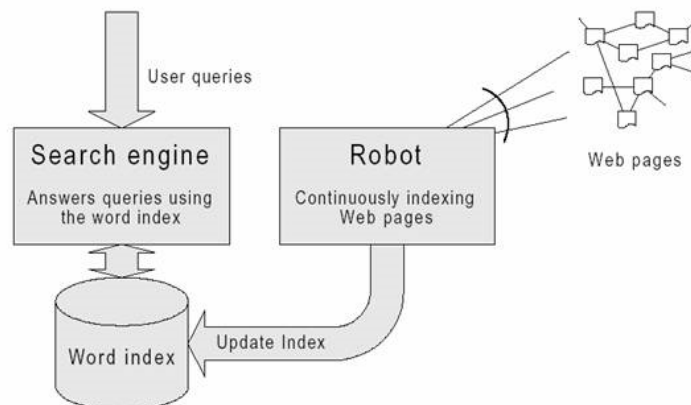 User queries
Search engine
Answers queries using
the word index
Robot
Continuously indexing
Web pages
Web pages
Update Index
Word index